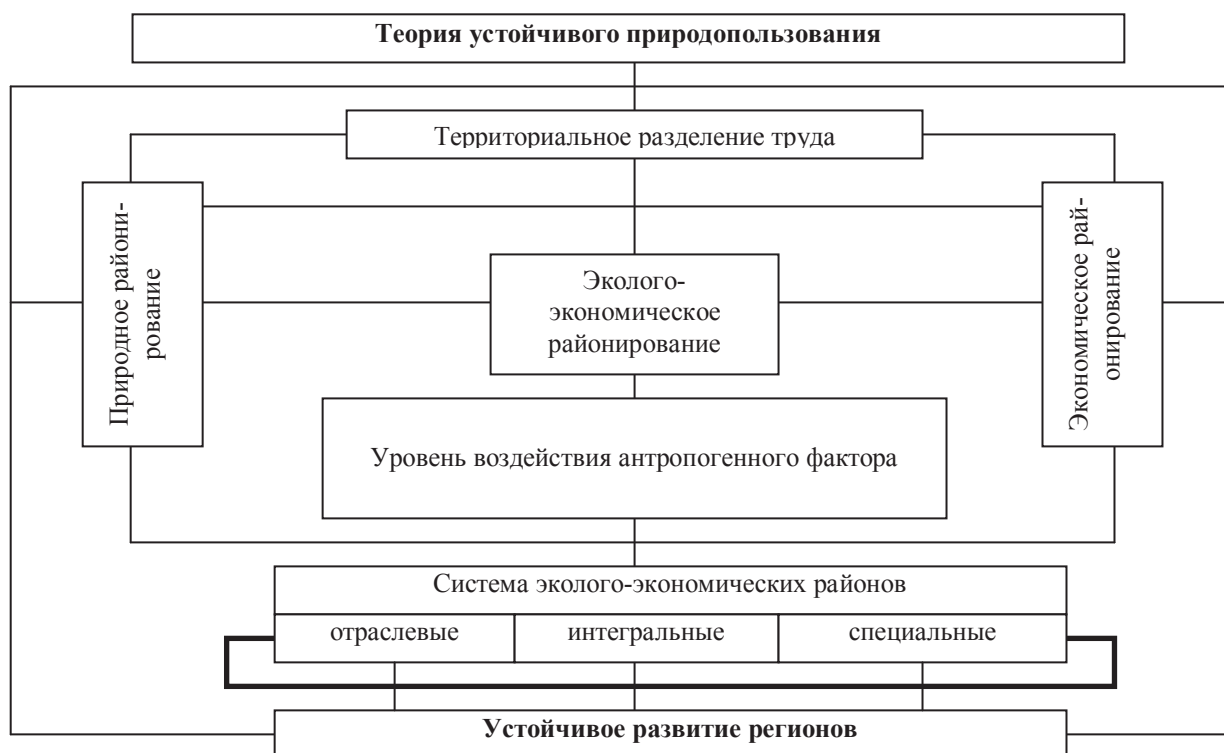 Теория устойчивого природопользования
Территориальное разделение труда
Природное райони-
рование
Эколого-
экономическое
районирование
Экономическое рай-
онирование
Уровень воздействия антропогенного фактора
Система эколого-экономических районов
отраслевые
интегральные
специальные
Устойчивое развитие регионов